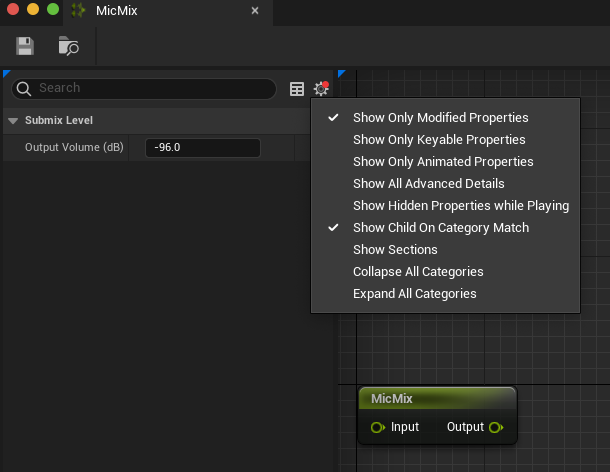 MicMix
Search
Submix Level
Output Volume (dB)
-96.0
Show Only Modified Properties
Show Only Keyable Properties
Show Only Animated Properties
Show All Advanced Details
Show Hidden Properties while Playing
Show Child On Category Match
Show Sections
Collapse All Categories
Expand All Categories
MicMix
Input Output